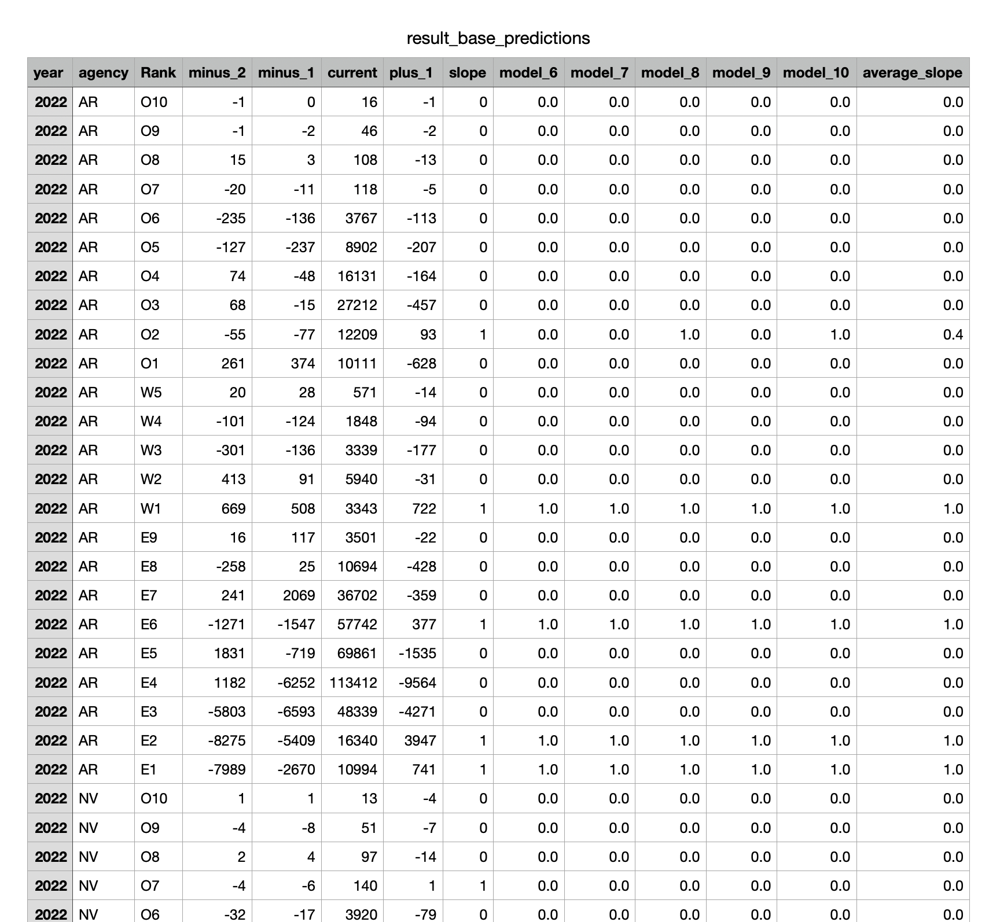 result_base_predictions
year agency Rank minus_2 minus_1 current plus_1 slope model_6 model_7 model_8 model_9 model_10 average_slope
2022 AR O10 -1 0 16 -1 0 0.0 0.0 0.0 0.0 0.0 0.0
2022 AR O9 -1 -2 46 -2 0 0.0 0.0 0.0 0.0 0.0 0.0
2022 AR O8 15 3 108 -13 0 0.0 0.0 0.0 0.0 0.0 0.0
2022 AR O7 -20 -11 118 -5 0 0.0 0.0 0.0 0.0 0.0 0.0
2022 AR O6 -235 -136 3767 -113 0 0.0 0.0 0.0 0.0 0.0 0.0
2022 AR O5 -127 -237 8902 -207 0 0.0 0.0 0.0 0.0 0.0 0.0
2022 AR O4 74 -48 16131 -164 0 0.0 0.0 0.0 0.0 0.0 0.0
2022 AR O3 68 -15 27212 -457 0 0.0 0.0 0.0 0.0 0.0 0.0
2022 AR O2 -55 -77 12209 93 1 0.0 0.0 1.0 0.0 1.0 0.4
2022 AR O1 261 374 10111 -628 0 0.0 0.0 0.0 0.0 0.0 0.0
2022 AR W5 20 28 571 -14 0 0.0 0.0 0.0 0.0 0.0 0.0
2022 AR W4 -101 -124 1848 -94 0 0.0 0.0 0.0 0.0 0.0 0.0
2022 AR W3 -301 -136 3339 -177 0 0.0 0.0 0.0 0.0 0.0 0.0
2022 AR W2 413 91 5940 -31 0 0.0 0.0 0.0 0.0 0.0 0.0
2022 AR W1 669 508 3343 722 1 1.0 1.0 1.0 1.0 1.0 1.0
2022 AR E9 16 117 3501 -22 0 0.0 0.0 0.0 0.0 0.0 0.0
2022 AR E8 -258 25 10694 -428 0 0.0 0.0 0.0 0.0 0.0 0.0
2022 AR E7 241 2069 36702 -359 0 0.0 0.0 0.0 0.0 0.0 0.0
2022 AR E6 -1271 -1547 57742 377 1 1.0 1.0 1.0 1.0 1.0 1.0
2022 AR E5 1831 -719 69861 -1535 0 0.0 0.0 0.0 0.0 0.0 0.0
2022 AR E4 1182 -6252 113412 -9564 0 0.0 0.0 0.0 0.0 0.0 0.0
2022 AR E3 -5803 -6593 48339 -4271 0 0.0 0.0 0.0 0.0 0.0 0.0
2022 AR E2 -8275 -5409 16340 3947 1 1.0 1.0 1.0 1.0 1.0 1.0
2022 AR E1 -7989 -2670 10994 741 1 1.0 1.0 1.0 1.0 1.0 1.0
2022 NV O10 1 1 13 -4 0 0.0 0.0 0.0 0.0 0.0 0.0
2022 NV O9 -4 -8 51 -7 0 0.0 0.0 0.0 0.0 0.0 0.0
2022 NV O8 2 4 97 -14 0 0.0 0.0 0.0 0.0 0.0 0.0
2022 NV O7 -4 -6 140 1 1 0.0 0.0 0.0 0.0 0.0 0.0
2022 NV O6 -32 -17 3920 -79 0 0.0 0.0 0.0 0.0 0.0 0.0